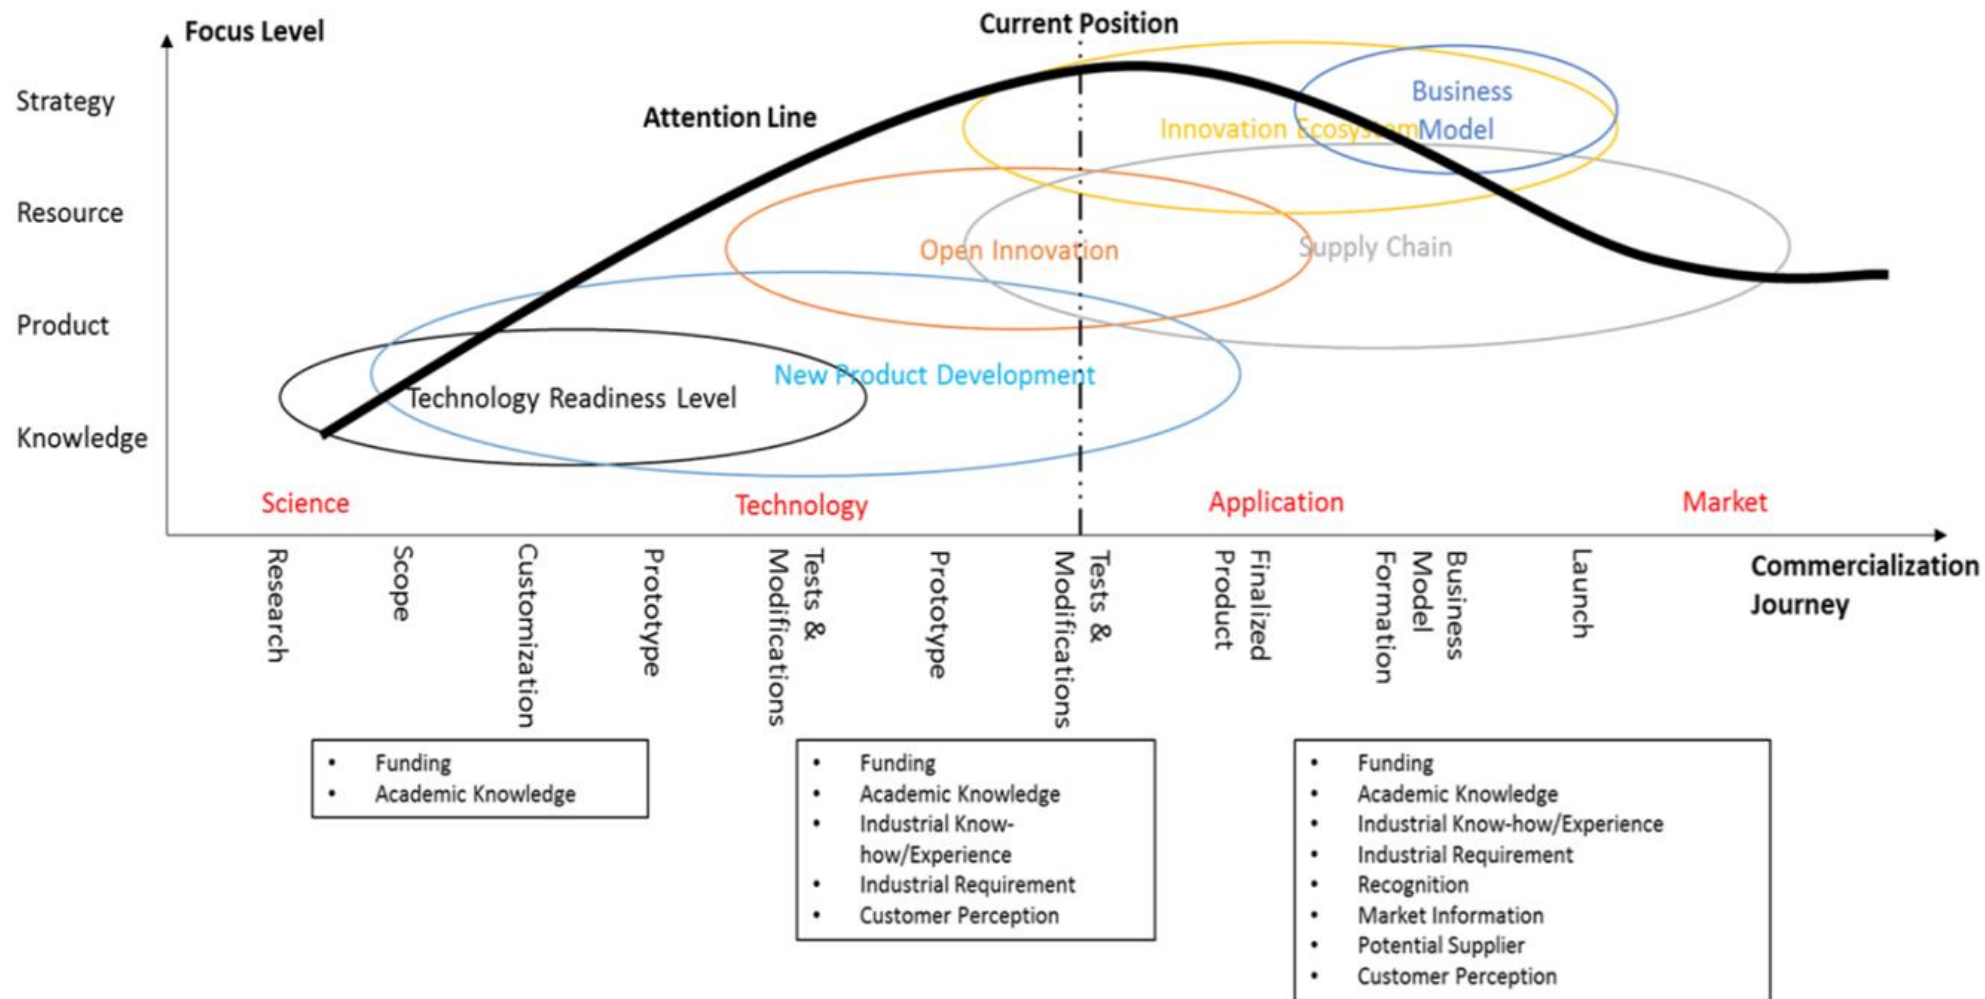 Focus Level
Current Position
Strategy
Resource
Product
Knowledge
Attention Line
Business
Model
Innovation Ecosystem
Open Innovation
Supply Chain
New Product Development
Technology Readiness Level
Science
Technology
Application
Market
Research
Scope
Customization
Prototype
Tests &
Modifications
Prototype
Tests &
Modifications
Finalized
Product
Business
Model
Formation
Launch
Commercialization
Journey
• Funding
• Academic Knowledge
• Funding
• Academic Knowledge
• Industrial Know-
how/Experience
• Industrial Requirement
• Customer Perception
• Funding
• Academic Knowledge
• Industrial Know-how/Experience
• Industrial Requirement
• Recognition
• Market Information
• Potential Supplier
• Customer Perception